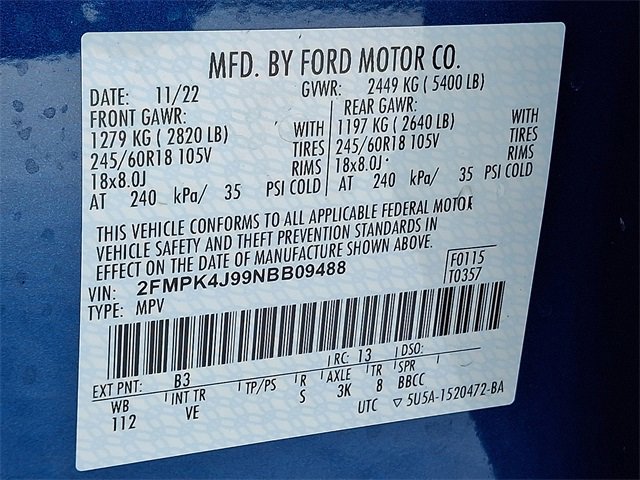 MFD. BY FORD MOTOR CO.
DATE: 11/22 GVWR: 2449 KG ( 5400 LB)
FRONT GAWR: REAR GAWR:
1279 KG ( 2820 LB) WITH 1197 KG ( 2640 LB) WITH
245/60R18 105V TIRES 245/60R18 105V TIRES
18x8.0J RIMS 18x8.0J RIMS
AT 240 kPa/ 35 PSI COLD AT 240 kPa/ 35 PSI COLD
THIS VEHICLE CONFORMS TO ALL APPLICABLE FEDERAL MOTOR
VEHICLE SAFETY AND THEFT PREVENTION STANDARDS IN
EFFECT ON THE DATE OF MANUFACTURE SHOWN ABOVE.
VIN: 2FMPK4J99NBB09488 F0115
TYPE: MPV T0357
EXT PNT: B3 RC: 13 DSO:
WB INT TR TP/PS R AXLE TR SPR
112 VE S 3K 8 BBCC
UTC ▽ 5U5A-1520472-BA